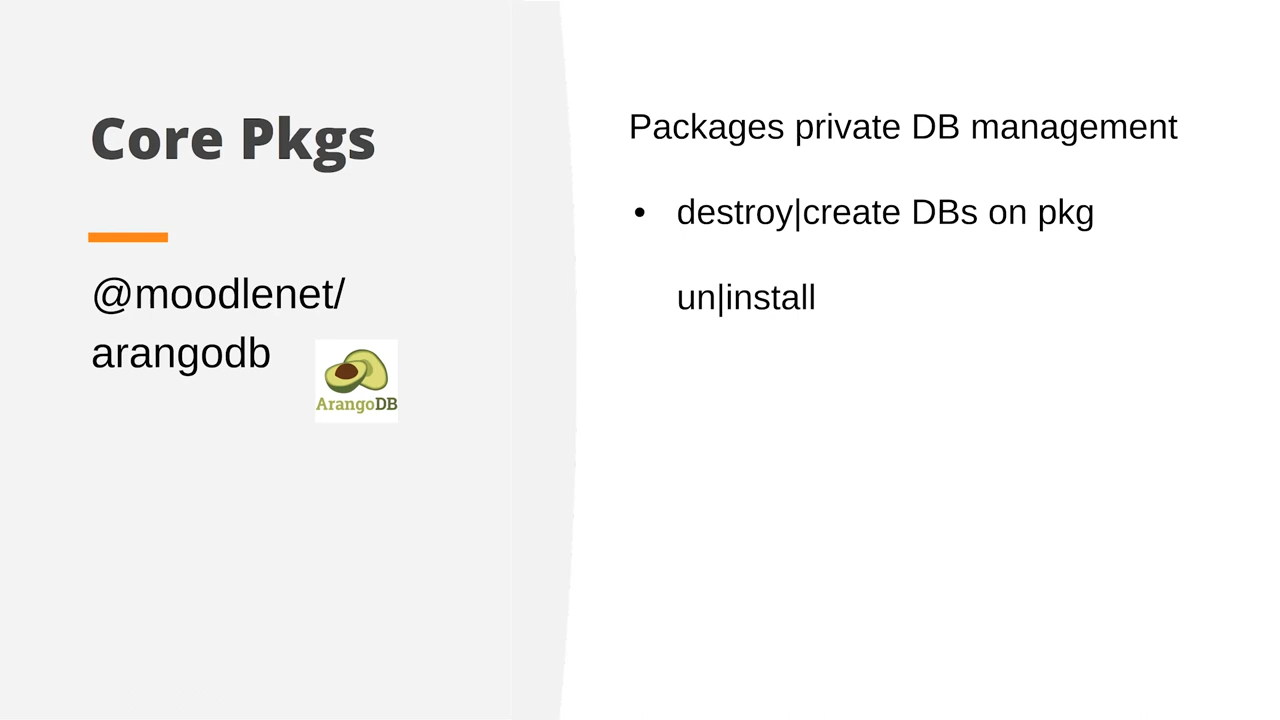 Core Pkgs
@moodlenet/
arangodb
ArangoDB
Packages private DB management
• destroy|create DBs on pkg
un|install